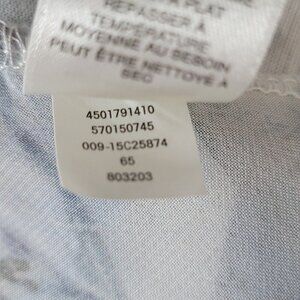 REPASSER À
TEMPÉRATURE
MOYENNE AU BESOIN
PEUT ÊTRE NETTOYÉ À
SEC
4501791410
570150745
009-15C25874
65
803203